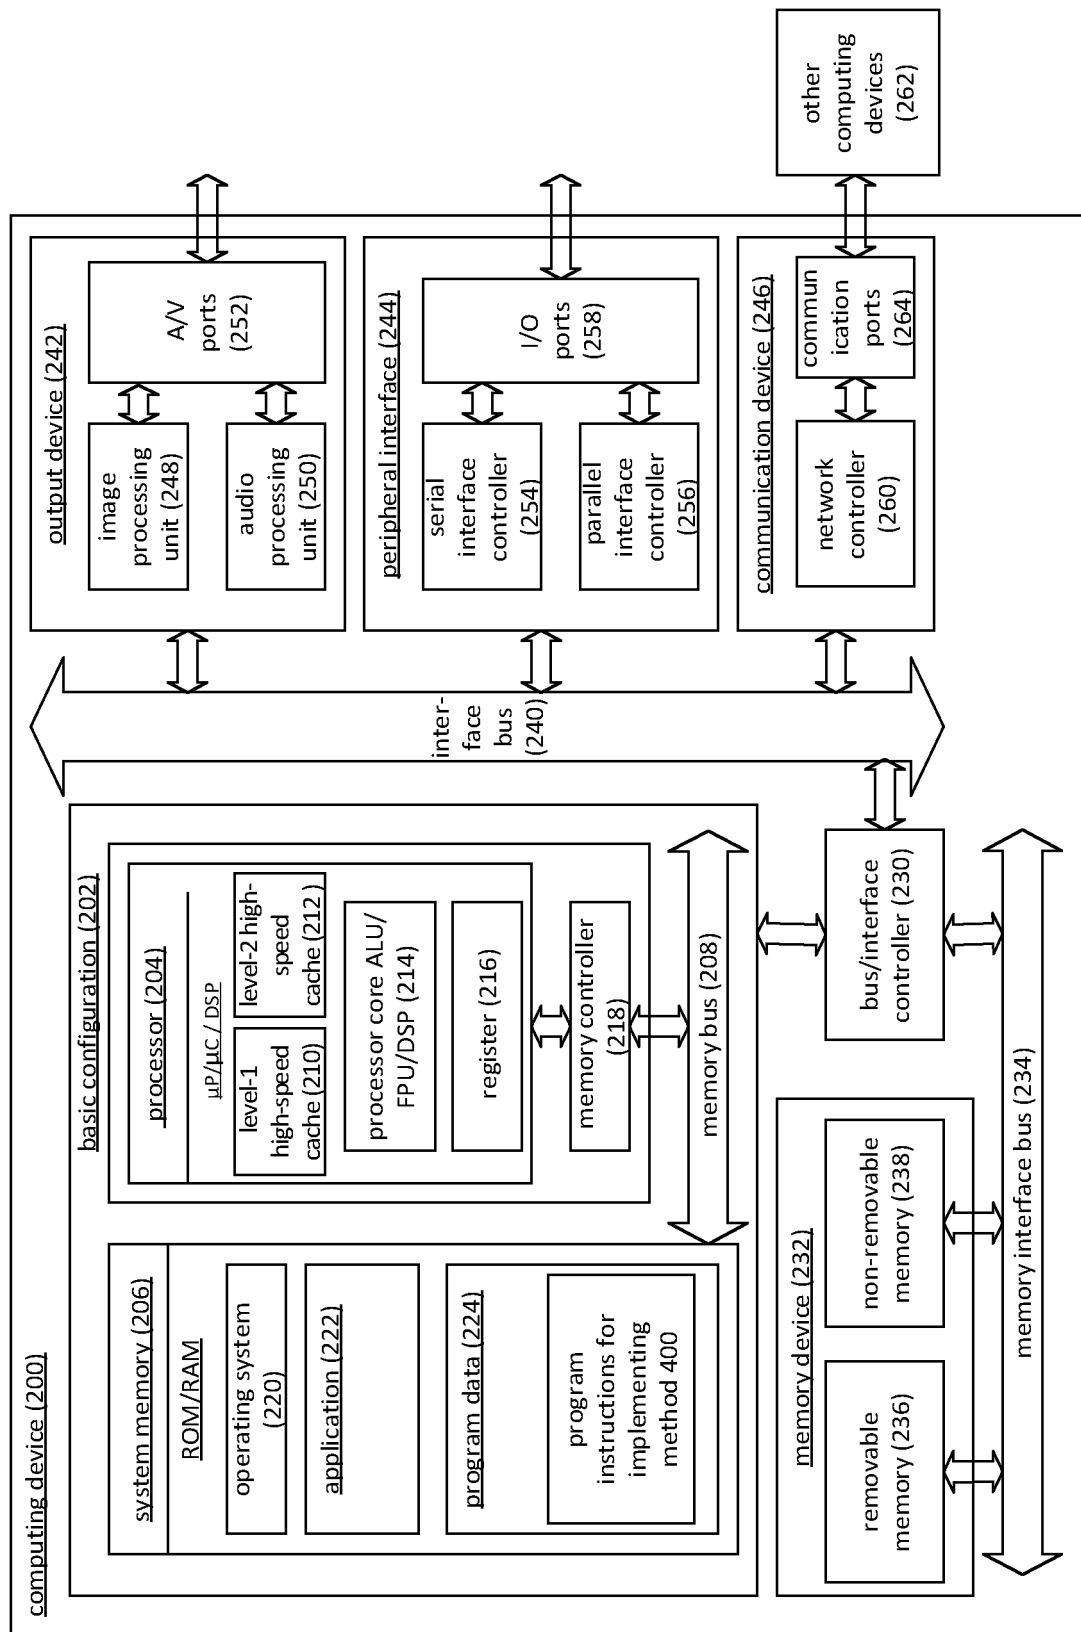 computing device (200)
basic configuration (202)
system memory (206)
ROM/RAM
operating system
(220)
application (222)
program data (224)
program
instructions for
implementing
method 400
processor (204)
µP/µC / DSP
level-1
high-speed
cache (210)
level-2 high-
speed
cache (212)
processor core ALU/
FPU/DSP (214)
register (216)
memory controller
(218)
memory bus (208)
memory device (232)
removable
memory (236)
non-removable
memory (238)
bus/interface
controller (230)
memory interface bus (234)
inter-
face
bus
(240)
output device (242)
image
processing
unit (248)
audio
processing
unit (250)
A/V
ports
(252)
peripheral interface (244)
serial
interface
controller
(254)
parallel
interface
controller
(256)
I/O
ports
(258)
communication device (246)
network
controller
(260)
commun
ication
ports
(264)
other
computing
devices
(262)